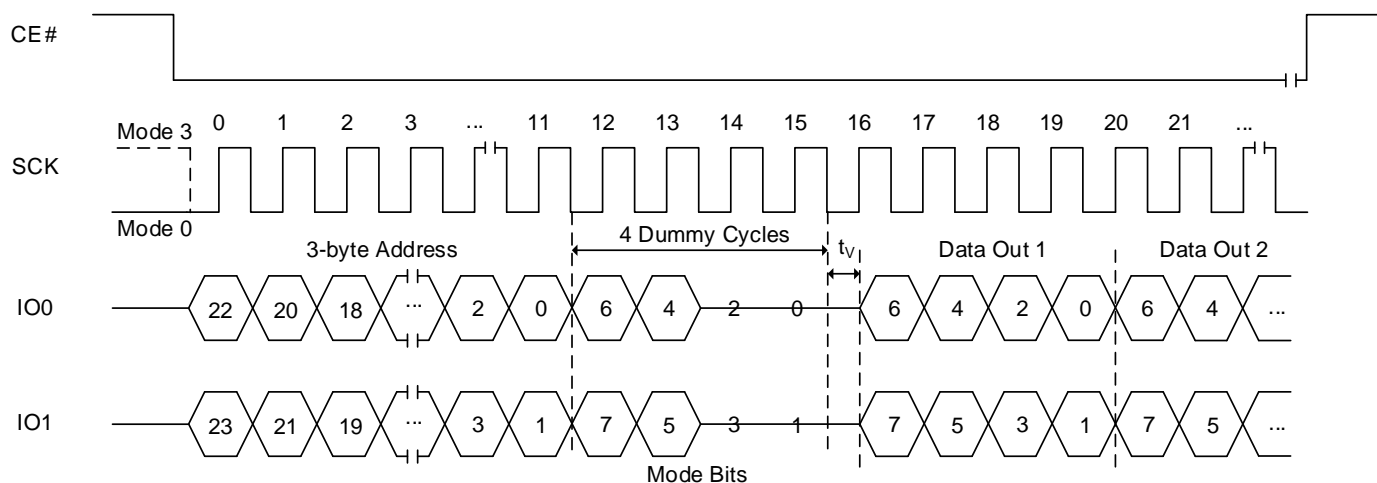 CE#
0 1 2 3 ... 11 12 13 14 15 16 17 18 19 20 21 ...
Mode 3
SCK
Mode 0
4 Dummy Cycles
3-byte Address tV Data Out 1 Data Out 2
IO0 22 20 18 ... 2 0 6 4 2 0 6 4 2 0 6 4 ...
IO1 23 21 19 ... 3 1 7 5 3 1 7 5 3 1 7 5 ...
Mode Bits